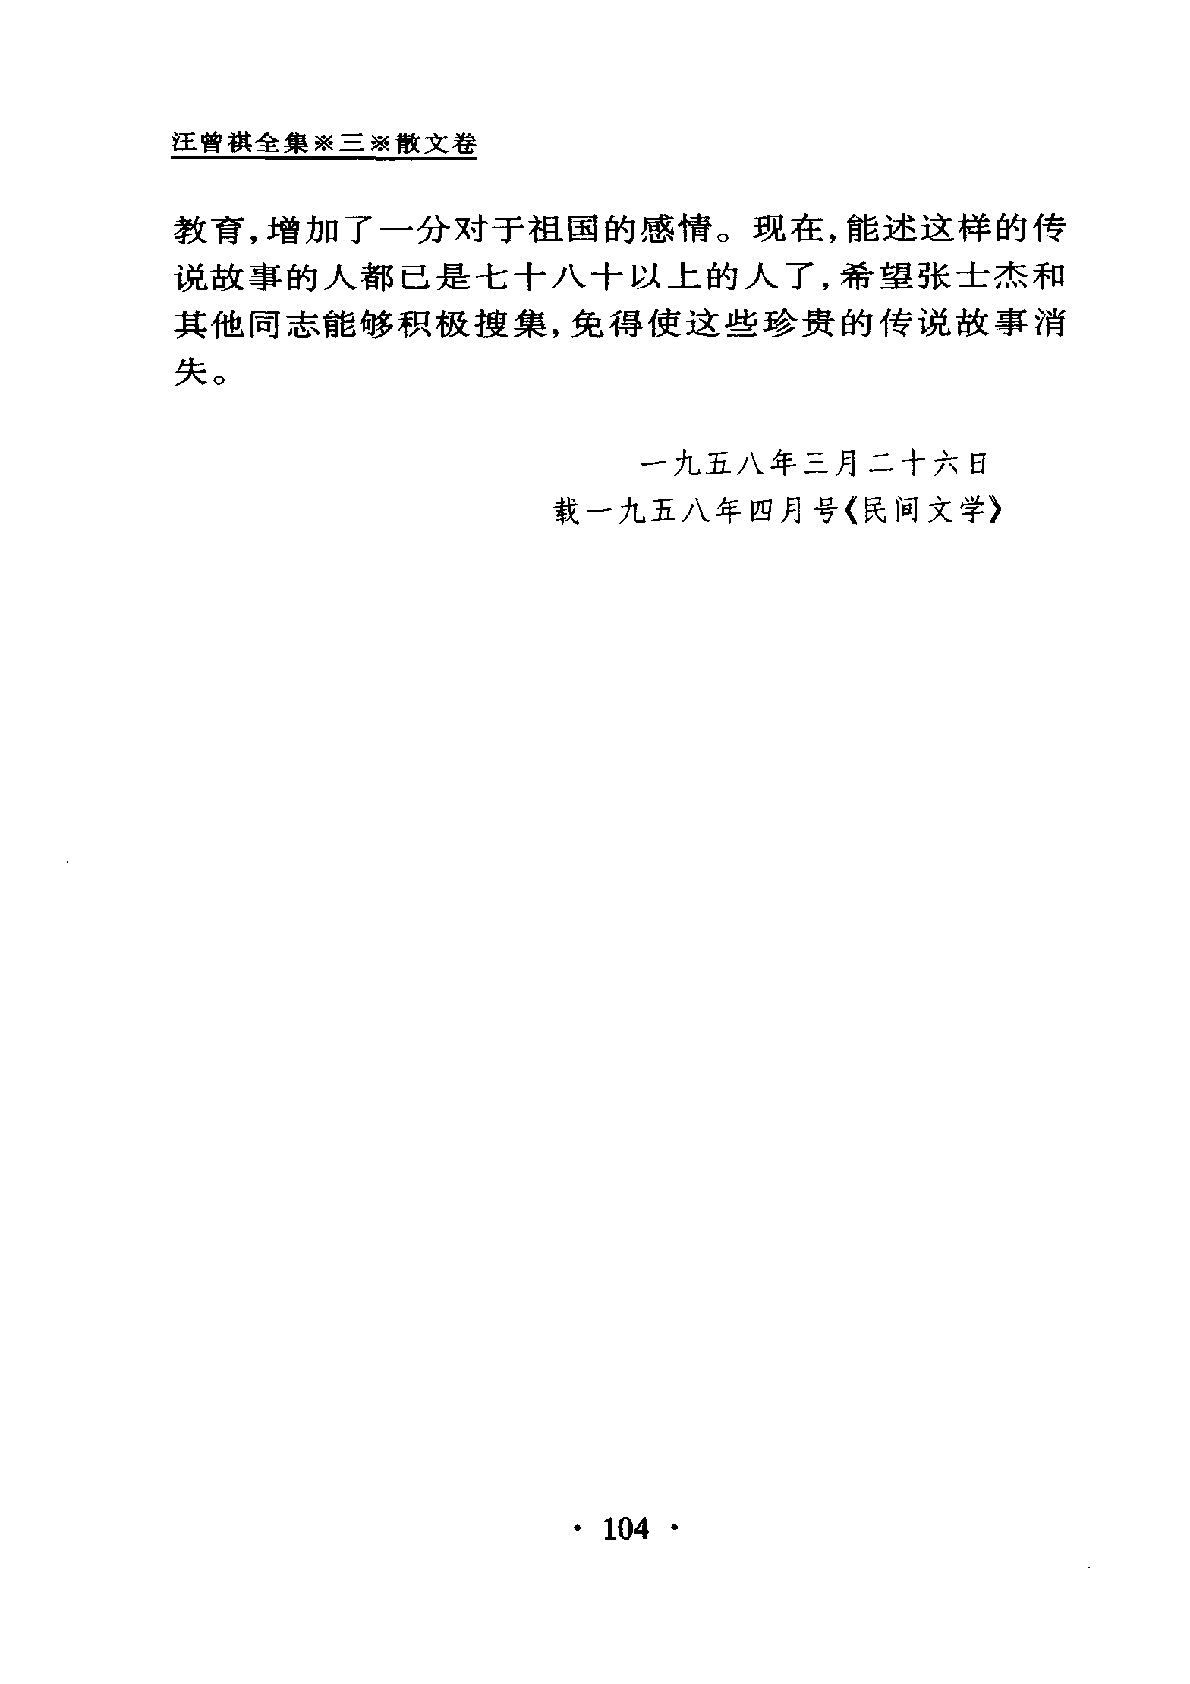 汪曾祺全集※三※散文卷
教育,增加了一分对于祖国的感情。现在,能述这样的传
说故事的人都已是七十八十以上的人了,希望张士杰和
其他同志能够积极搜集,免得使这些珍贵的传说故事消
失。
一九五八年三月二十六日
载一九五八年四月号《民间文学》
· 104 ·